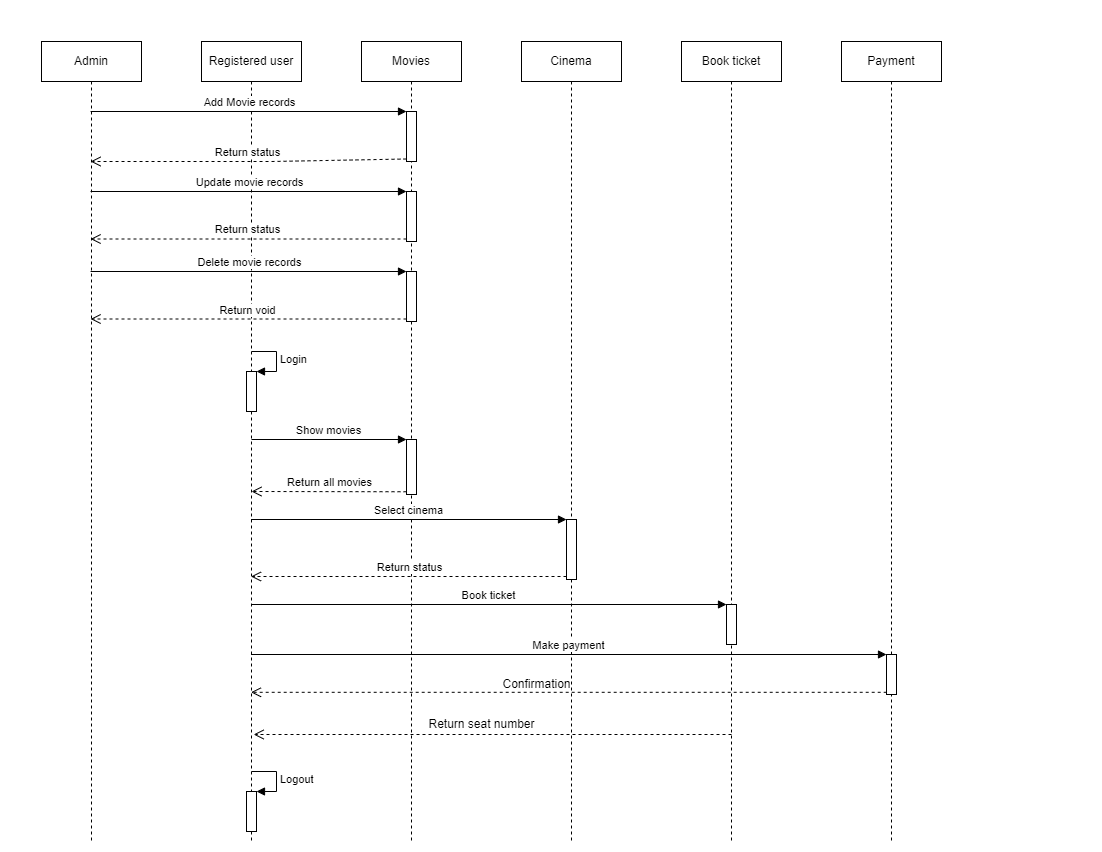 Admin
Registered user
Movies
Cinema
Book ticket
Payment
Add Movie records
Return status
Update movie records
Return status
Delete movie records
Return void
Login
Show movies
Return all movies
Select cinema
Return status
Book ticket
Make payment
Confirmation
Return seat number
Logout